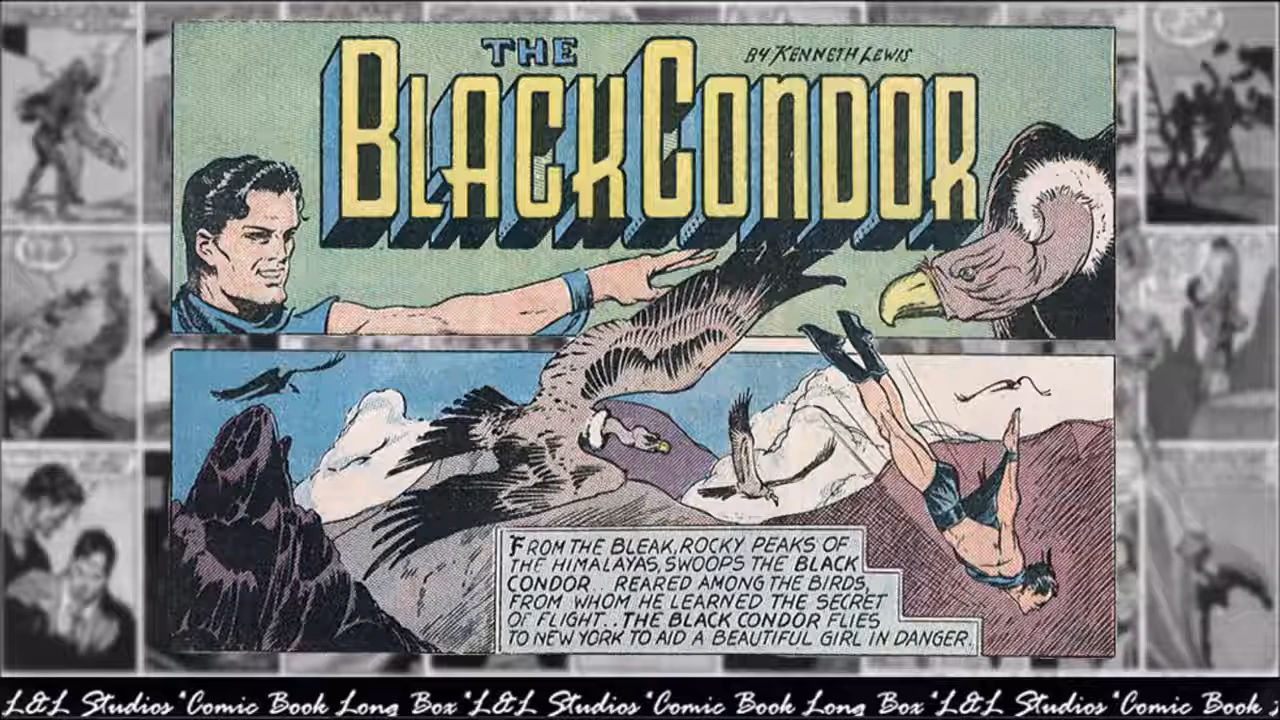 THE
BY KENNETH LEWIS
BLACK CONDOR
FROM THE BLEAK, ROCKY PEAKS OF
THE HIMALAYAS, SWOOPS THE BLACK
CONDOR... REARED AMONG THE BIRDS,
FROM WHOM HE LEARNED THE SECRET
OF FLIGHT.. THE BLACK CONDOR FLIES
TO NEW YORK TO AID A BEAUTIFUL GIRL IN DANGER.
L&L Studios*Comic Book Long Box*L&L Studios*Comic Book Long Box*L&L Studios*Comic Book